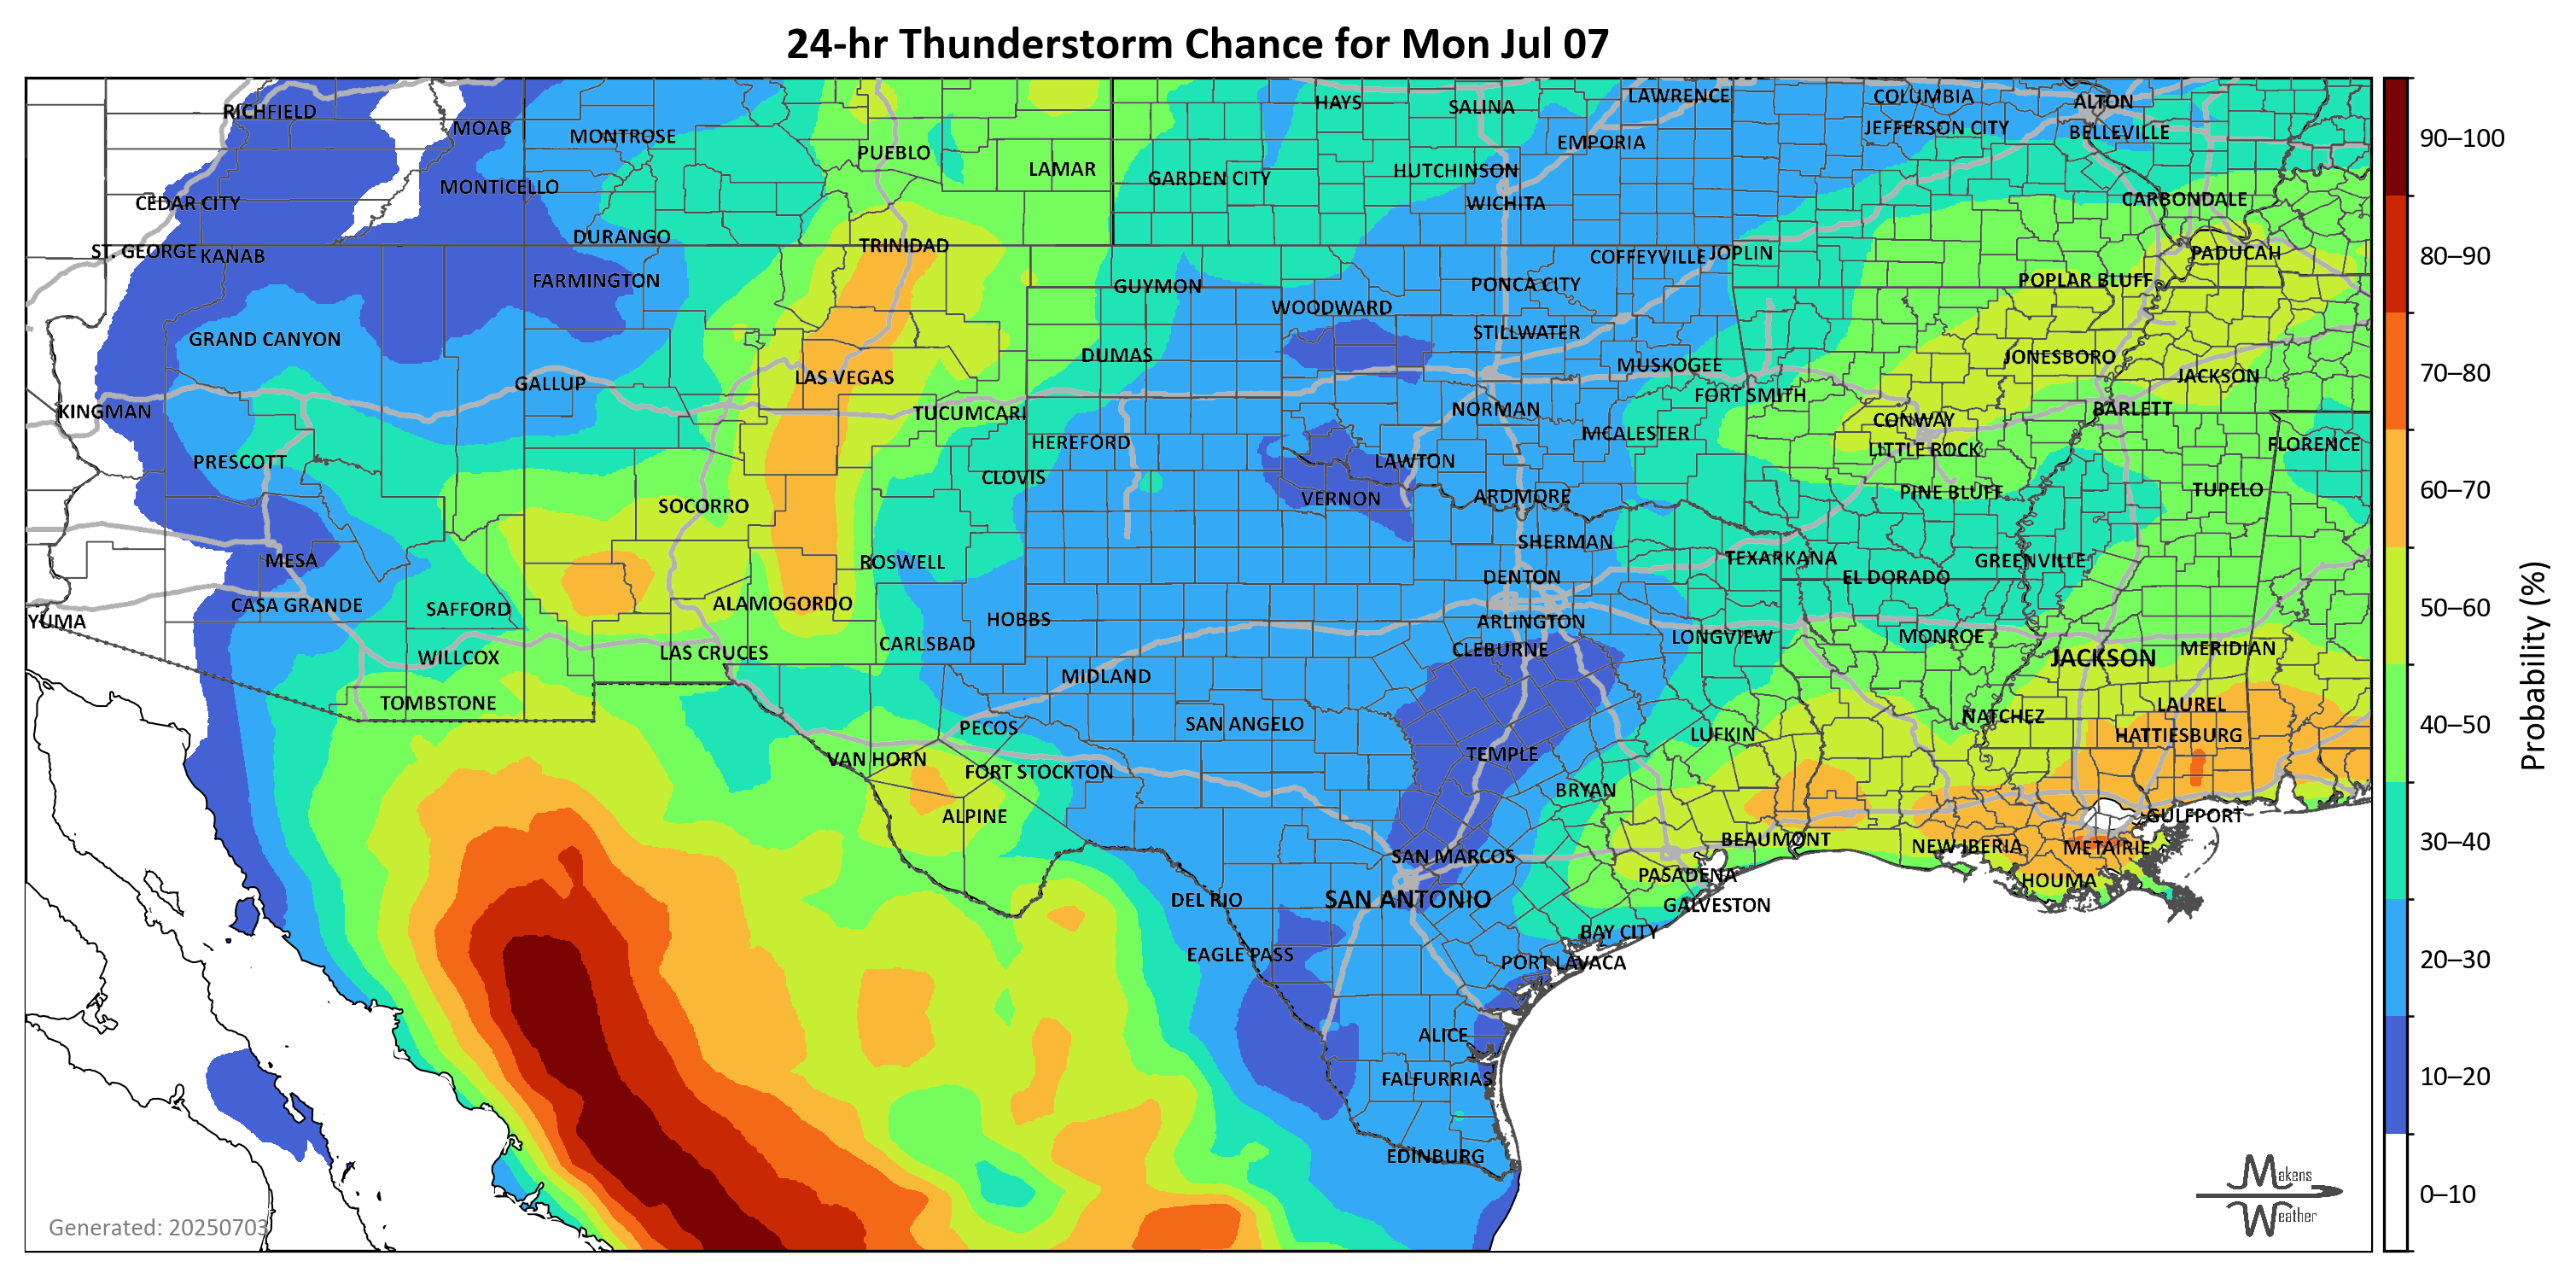 24-hr Thunderstorm Chance for Mon Jul 07
RICHFIELD
MOAB
MONTROSE
PUEBLO
LAMAR
GARDEN CITY
HAYS
SALINA
HUTCHINSON
WICHITA
EMPORIA
LAWRENCE
COLUMBIA
JEFFERSON CITY
ALTON
BELLEVILLE
CEDAR CITY
MONTICELLO
CARBONDALE
ST. GEORGE
KANAB
DURANGO
TRINIDAD
FARMINGTON
GUYMON
WOODWARD
PONCA CITY
COFFEYVILLE
JOPLIN
POPLAR BLUFF
PADUCAH
GRAND CANYON
DUMAS
STILLWATER
MUSKOGEE
JONESBORO
JACKSON
KINGMAN
GALLUP
LAS VEGAS
TUCUMCARI
NORMAN
FORT SMITH
CONWAY
BARLETT
PRESCOTT
HEREFORD
LAWTON
MCALESTER
LITTLE ROCK
FLORENCE
SOCORRO
CLOVIS
VERNON
ARDMORE
PINE BLUFF
TUPELO
MESA
ROSWELL
SHERMAN
TEXARKANA
GREENVILLE
CASA GRANDE
SAFFORD
ALAMOGORDO
DENTON
EL DORADO
YUMA
HOBBS
ARLINGTON
WILLCOX
LAS CRUCES
CARLSBAD
CLEBURNE
LONGVIEW
MONROE
JACKSON
MERIDIAN
TOMBSTONE
MIDLAND
PECOS
SAN ANGELO
LUFKIN
NATCHEZ
LAUREL
HATTIESBURG
VAN HORN
FORT STOCKTON
TEMPLE
BRYAN
ALPINE
BEAUMONT
GULFPORT
SAN MARCOS
NEW IBERIA
METAIRIE
PASADENA
HOUMA
DEL RIO
SAN ANTONIO
GALVESTON
EAGLE PASS
BAY CITY
PORT LAVACA
ALICE
FALFURRIAS
EDINBURG
Generated: 20250703
Makens
Weather
90–100
80–90
70–80
60–70
50–60
40–50
30–40
20–30
10–20
0–10
Probability (%)